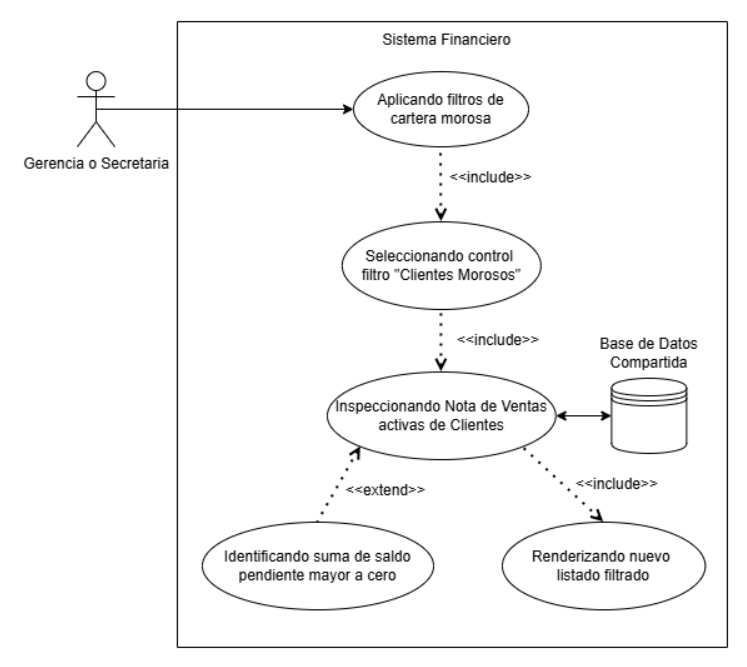 Sistema Financiero
Aplicando filtros de
cartera morosa
Gerencia o Secretaria
<<include>>
Seleccionando control
filtro "Clientes Morosos"
<<include>>
Base de Datos
Compartida
Inspeccionando Nota de Ventas
activas de Clientes
<<extend>>
<<include>>
Identificando suma de saldo
pendiente mayor a cero
Renderizando nuevo
listado filtrado